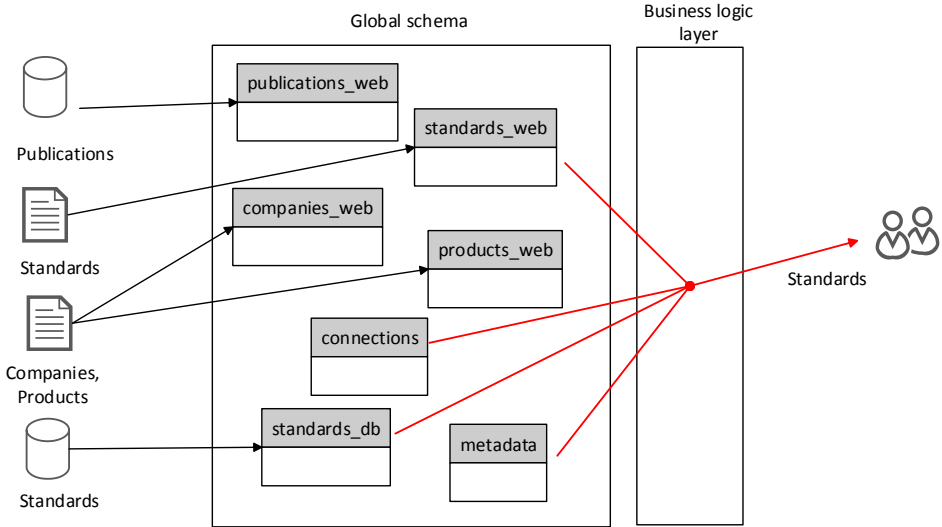 Global schema
Business logic
layer
publications_web
Publications
standards_web
Standards
companies_web
products_web
Standards
Companies,
Products
connections
standards_db
metadata
Standards